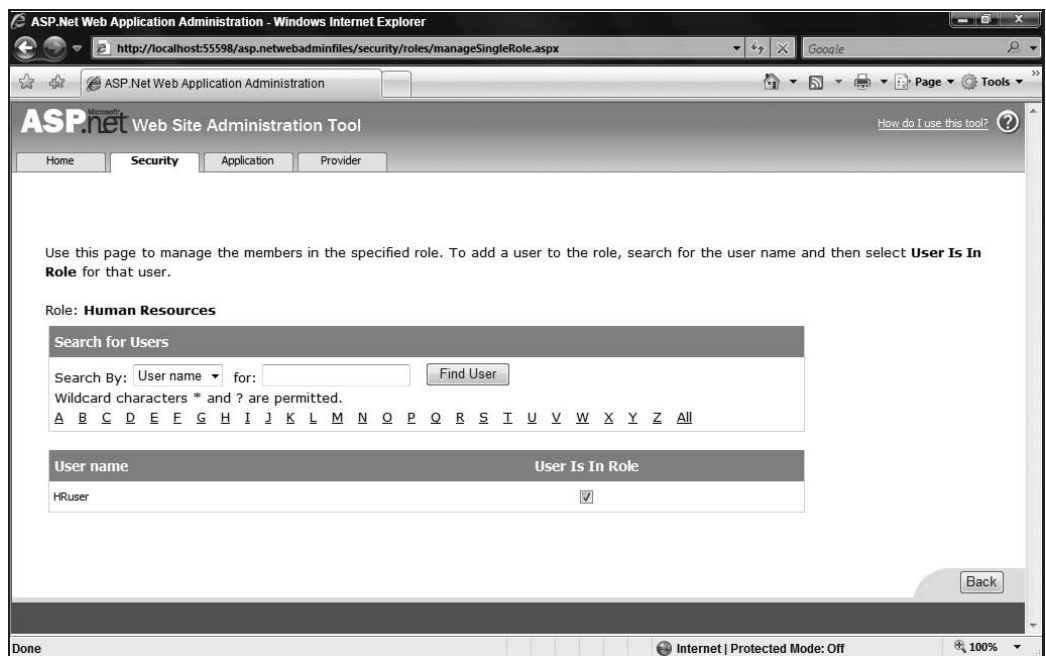 ASP.Net Web Application Administration - Windows Internet Explorer
http://localhost:55598/asp.netwebadminfiles/security/roles/manageSingleRole.aspx
Google
ASP.Net Web Application Administration
Page
Tools
Microsoft
ASP.net Web Site Administration Tool
How do I use this tool? ?
Home Security Application Provider
Use this page to manage the members in the specified role. To add a user to the role, search for the user name and then select User Is In
Role for that user.
Role: Human Resources
Search for Users
Search By: User name for: Find User
Wildcard characters * and ? are permitted.
A B C D E F G H I J K L M N O P Q R S T U V W X Y Z All
User name User Is In Role
HRuser
Back
Done Internet | Protected Mode: Off 100%